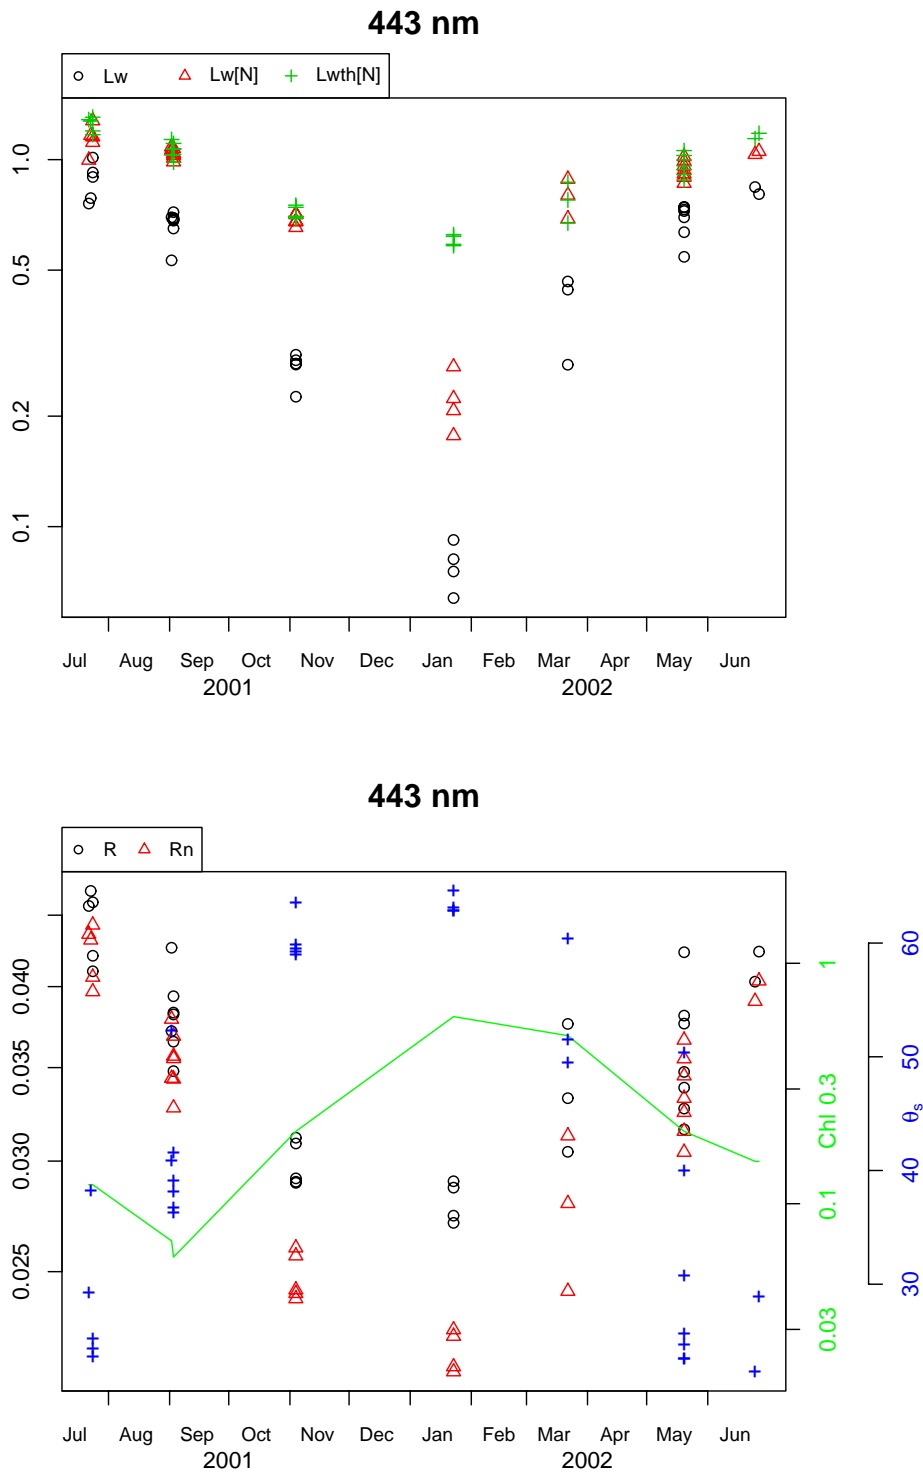 443 nm
Lw Lw[N] Lwth[N]
1.0
0.5
0.2
0.1
Jul Aug Sep Oct Nov Dec Jan Feb Mar Apr May Jun
2001 2002
443 nm
R Rn
0.040
0.035
0.030
0.025
1
0.3
0.1
0.03
Chl
60
50
40
30
θs
Jul Aug Sep Oct Nov Dec Jan Feb Mar Apr May Jun
2001 2002